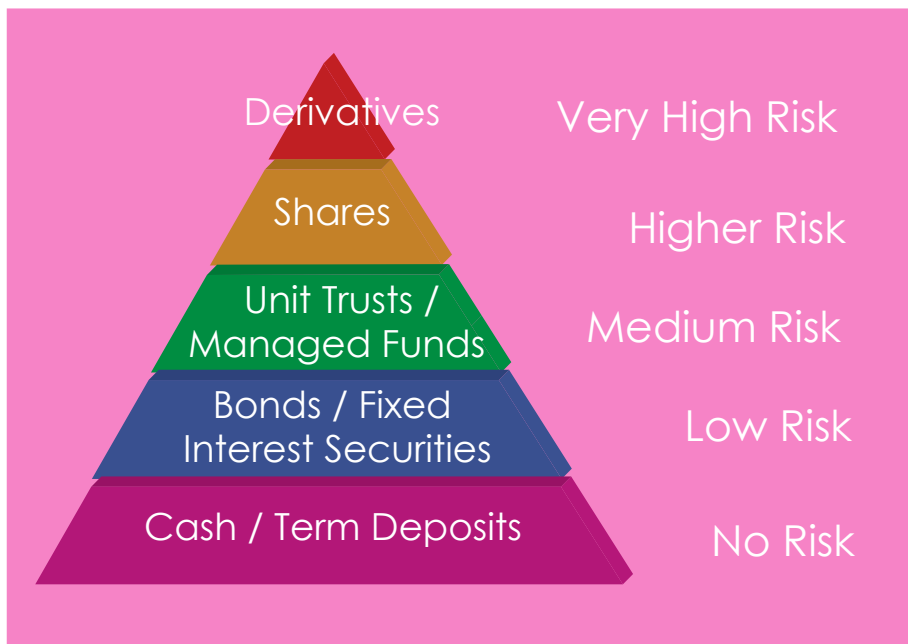 Derivatives
Very High Risk
Shares
Higher Risk
Unit Trusts /
Managed Funds
Medium Risk
Bonds / Fixed
Interest Securities
Low Risk
Cash / Term Deposits
No Risk